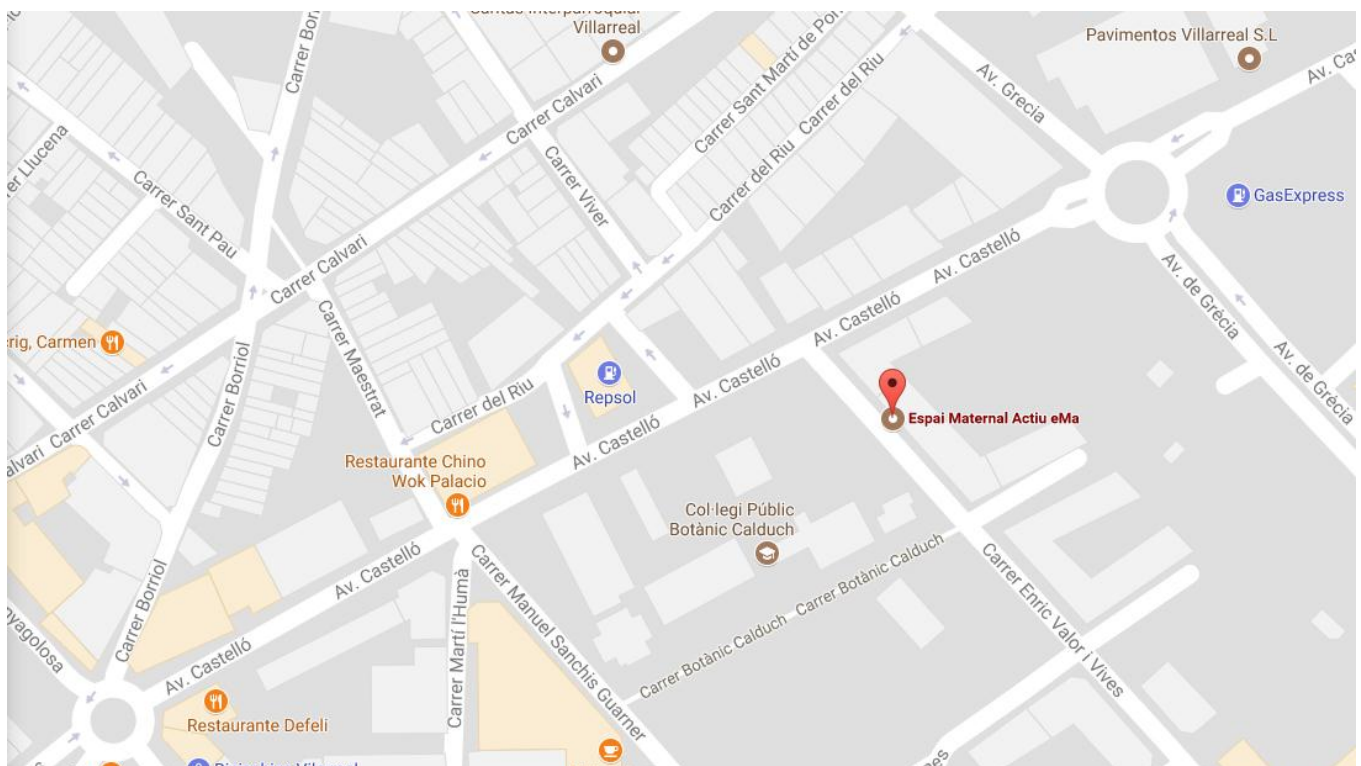 Villarreal
Pavimentos Villarreal S.L
Carrer Calvari
Carrer Sant Martí de Por
Carrer del Riu
Carrer del Riu
Av. Grecia
Carrer Viver
Carrer Sant Pau
GasExpress
Carrer Calvari
Av. Castelló
Av. Castelló
Av. de Grècia
Av. de Grècia
Carmen
Carrer Maestrat
Carrer Borriol
Repsol
Av. Castelló
Carrer del Riu
Carrer Calvari
Espai Maternal Actiu eMa
Av. Castelló
Restaurante Chino
Wok Palacio
Col·legi Públic
Botànic Calduch
Carrer Botànic Calduch
Carrer Botànic Calduch
Carrer Enric Valor i Vives
Av. Castelló
Carrer Martí l'Humà
Carrer Manuel Sanchis Guarner
Carrer Borriol
Av. Castelló
Restaurante Defeli